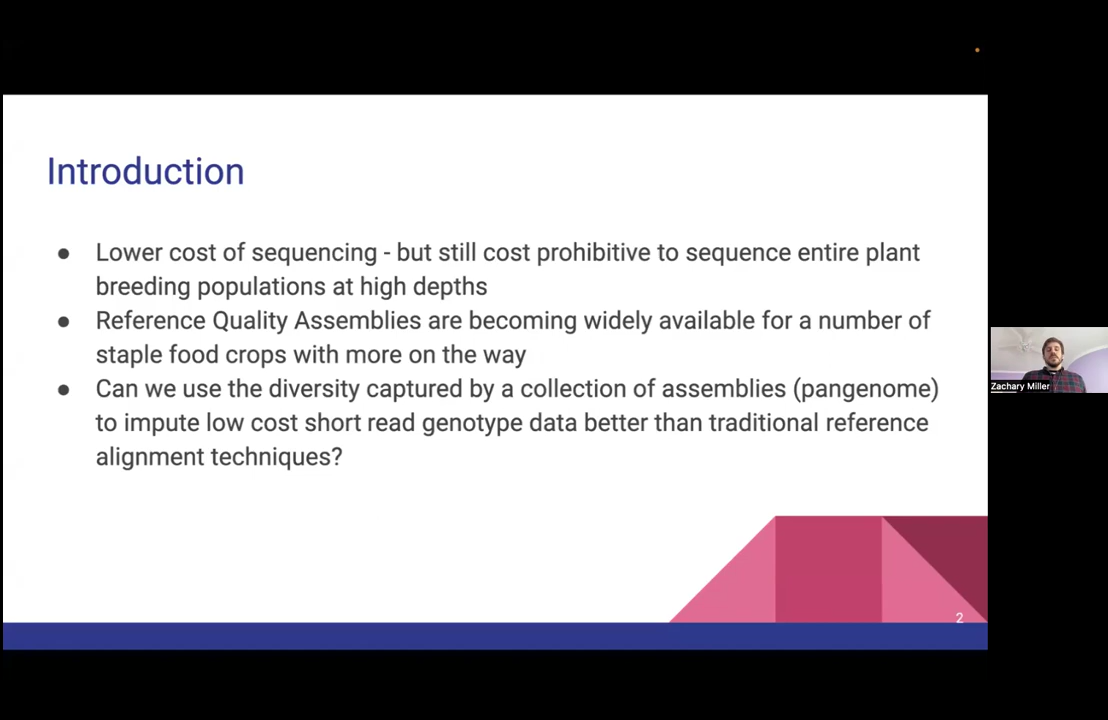 Introduction
● Lower cost of sequencing - but still cost prohibitive to sequence entire plant
breeding populations at high depths
● Reference Quality Assemblies are becoming widely available for a number of
staple food crops with more on the way
● Can we use the diversity captured by a collection of assemblies (pangenome)
to impute low cost short read genotype data better than traditional reference
alignment techniques?
2
Zachary Miller